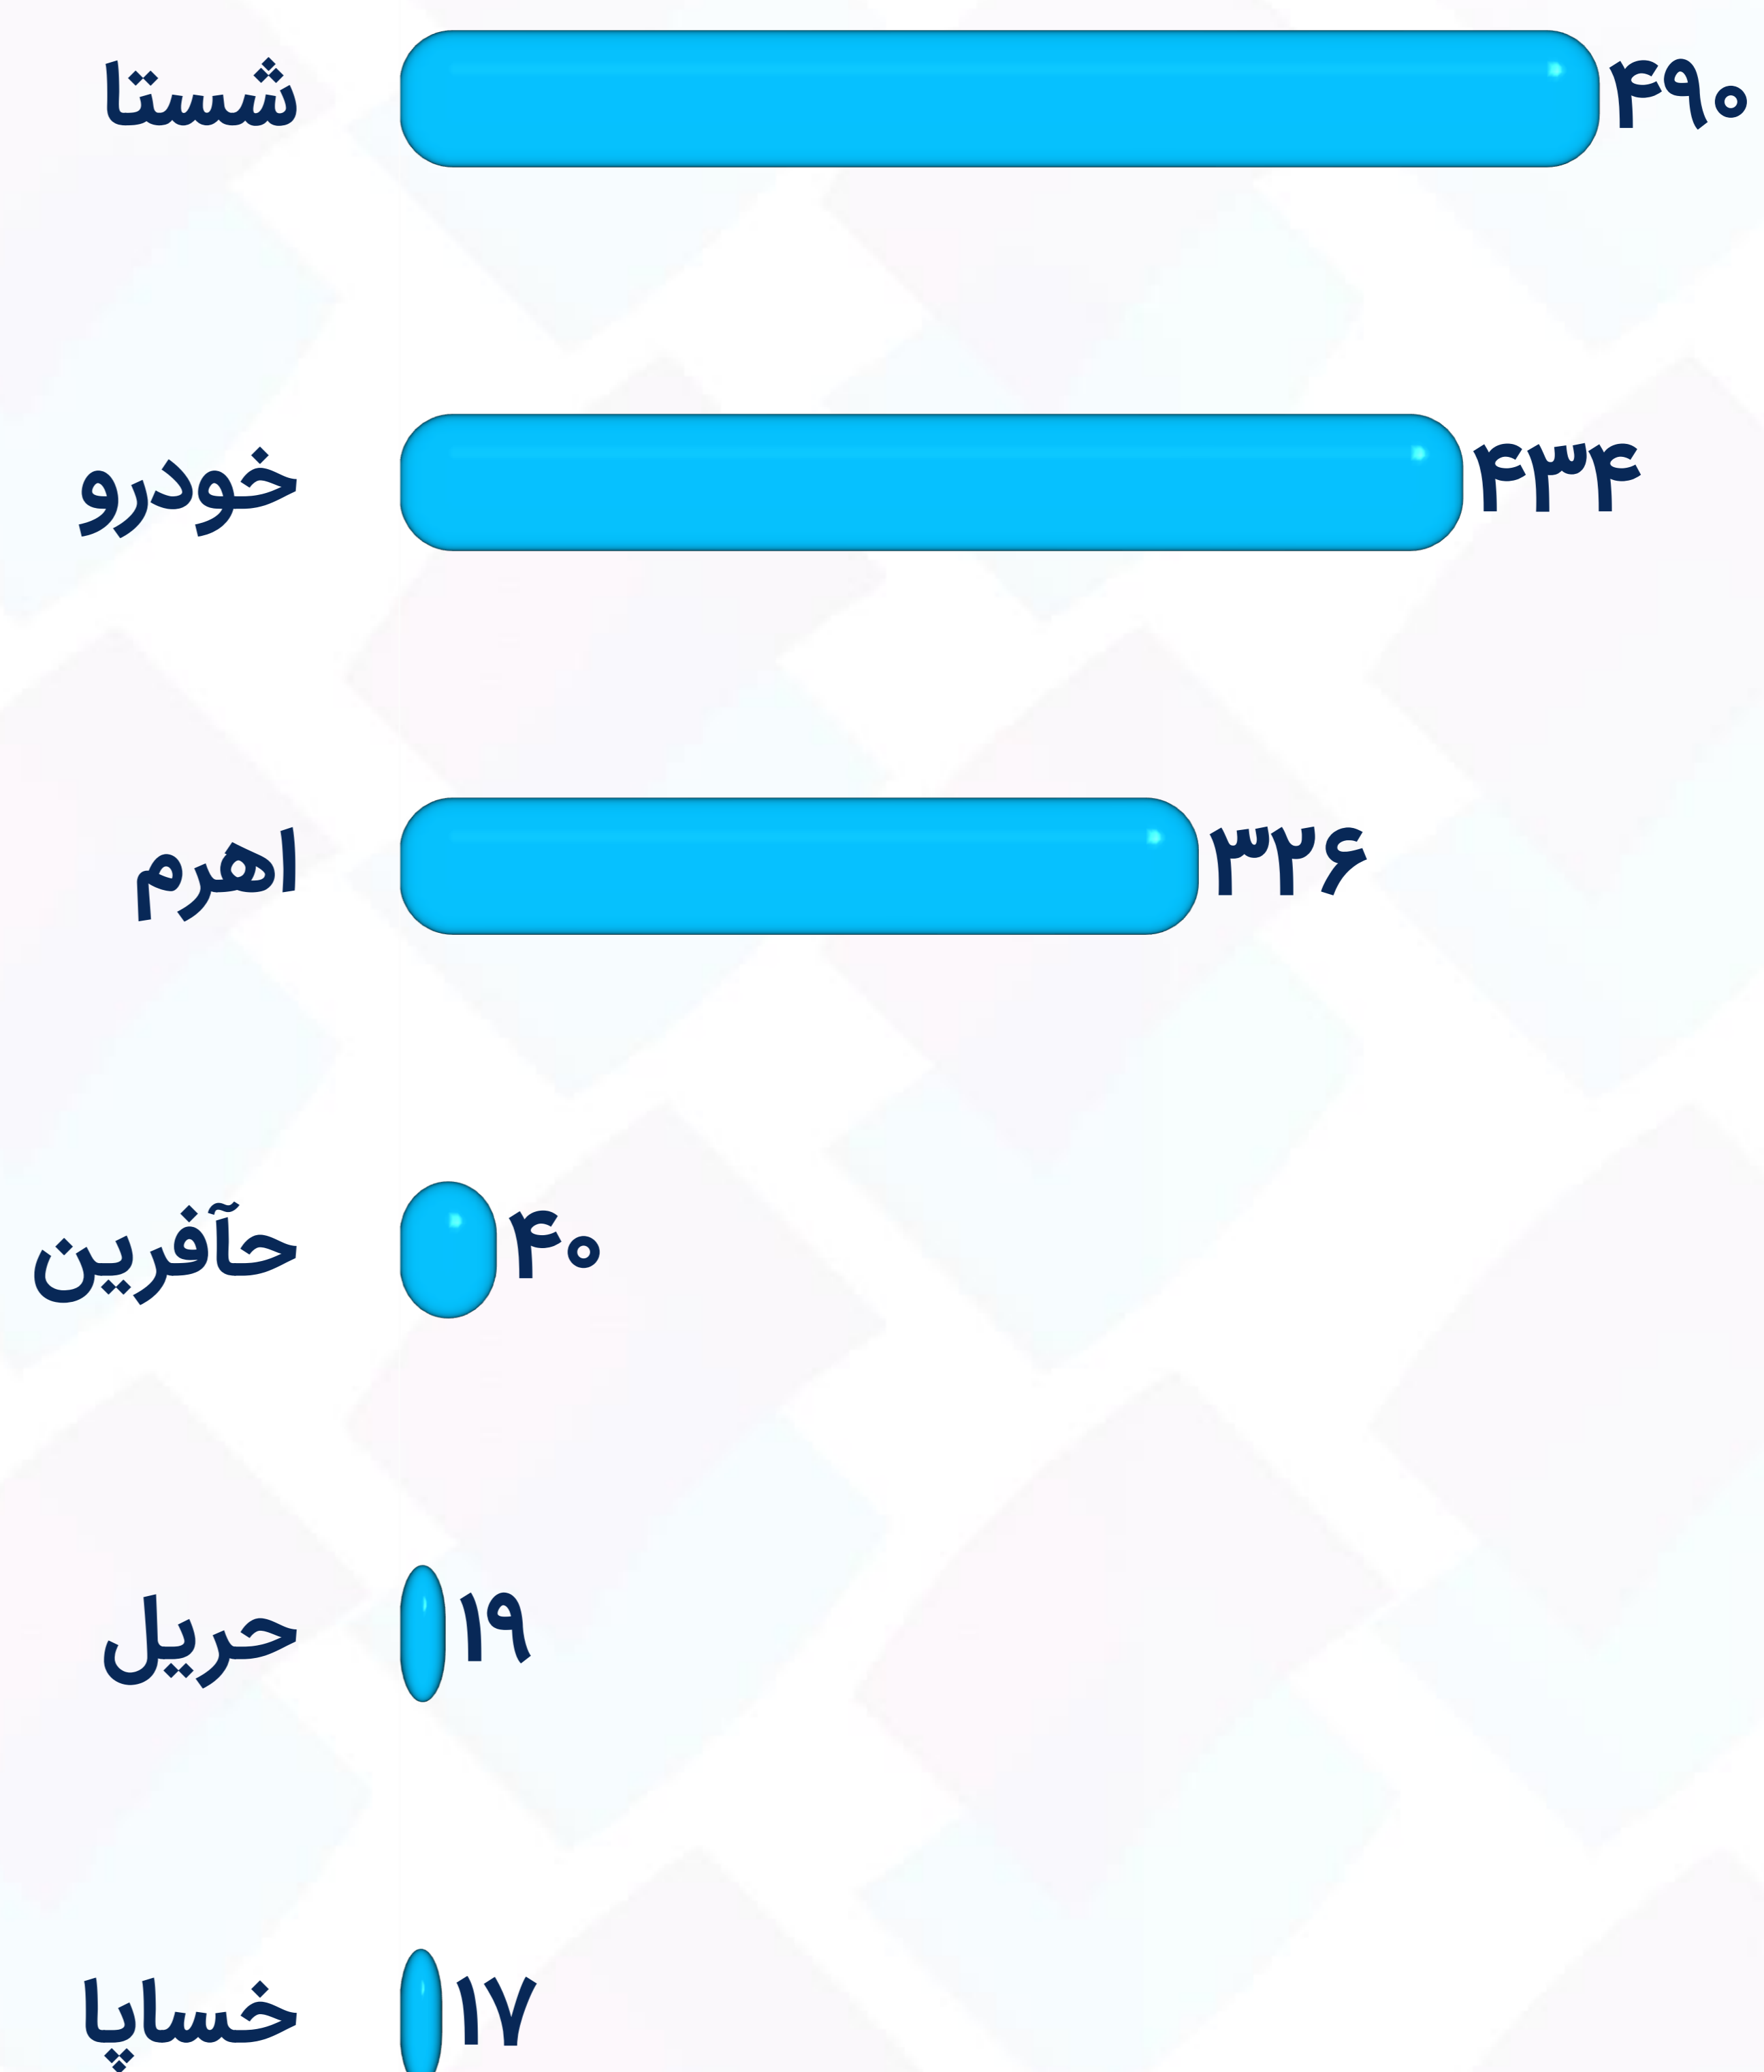 شستا ۴۹۰
خودرو ۴۳۴
اهرم ۳۲۶
حآفرین ۴۰
حریل ۱۹
خساپا ۱۷